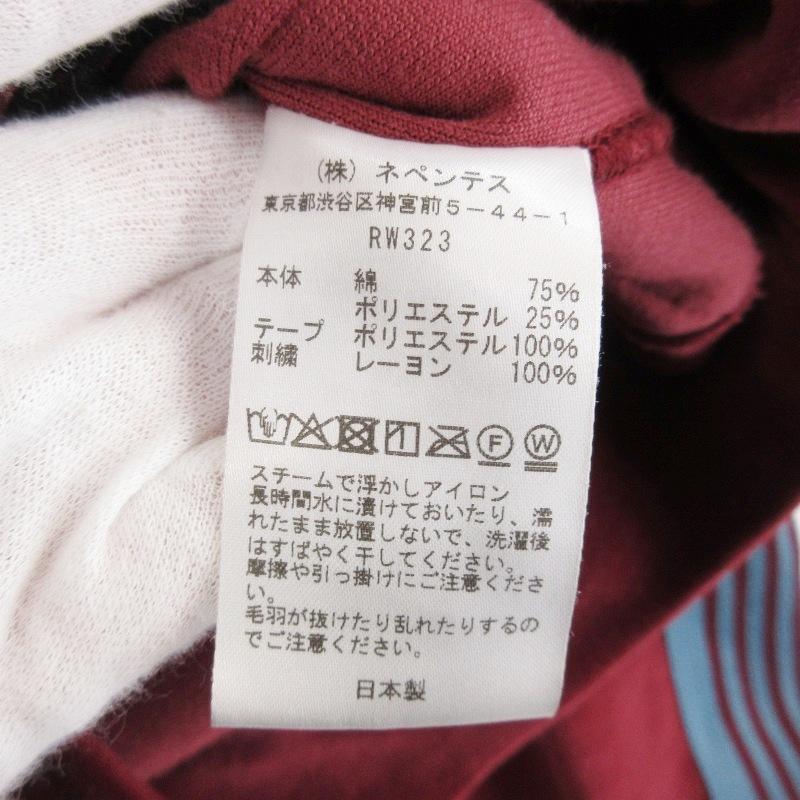 (株) ネペンテス
東京都渋谷区神宮前5-44-1
RW323
本体 綿 75%
ポリエステル 25%
テープ ポリエステル100%
刺繍 レーヨン 100%
F W
スチームで浮かしアイロン
長時間水に漬けておいたり、濡
れたまま放置しないで、洗濯後
はすばやく干してください。
摩擦や引っ掛けにご注意くださ
い。
毛羽が抜けたり乱れたりするの
でご注意ください。
日本製